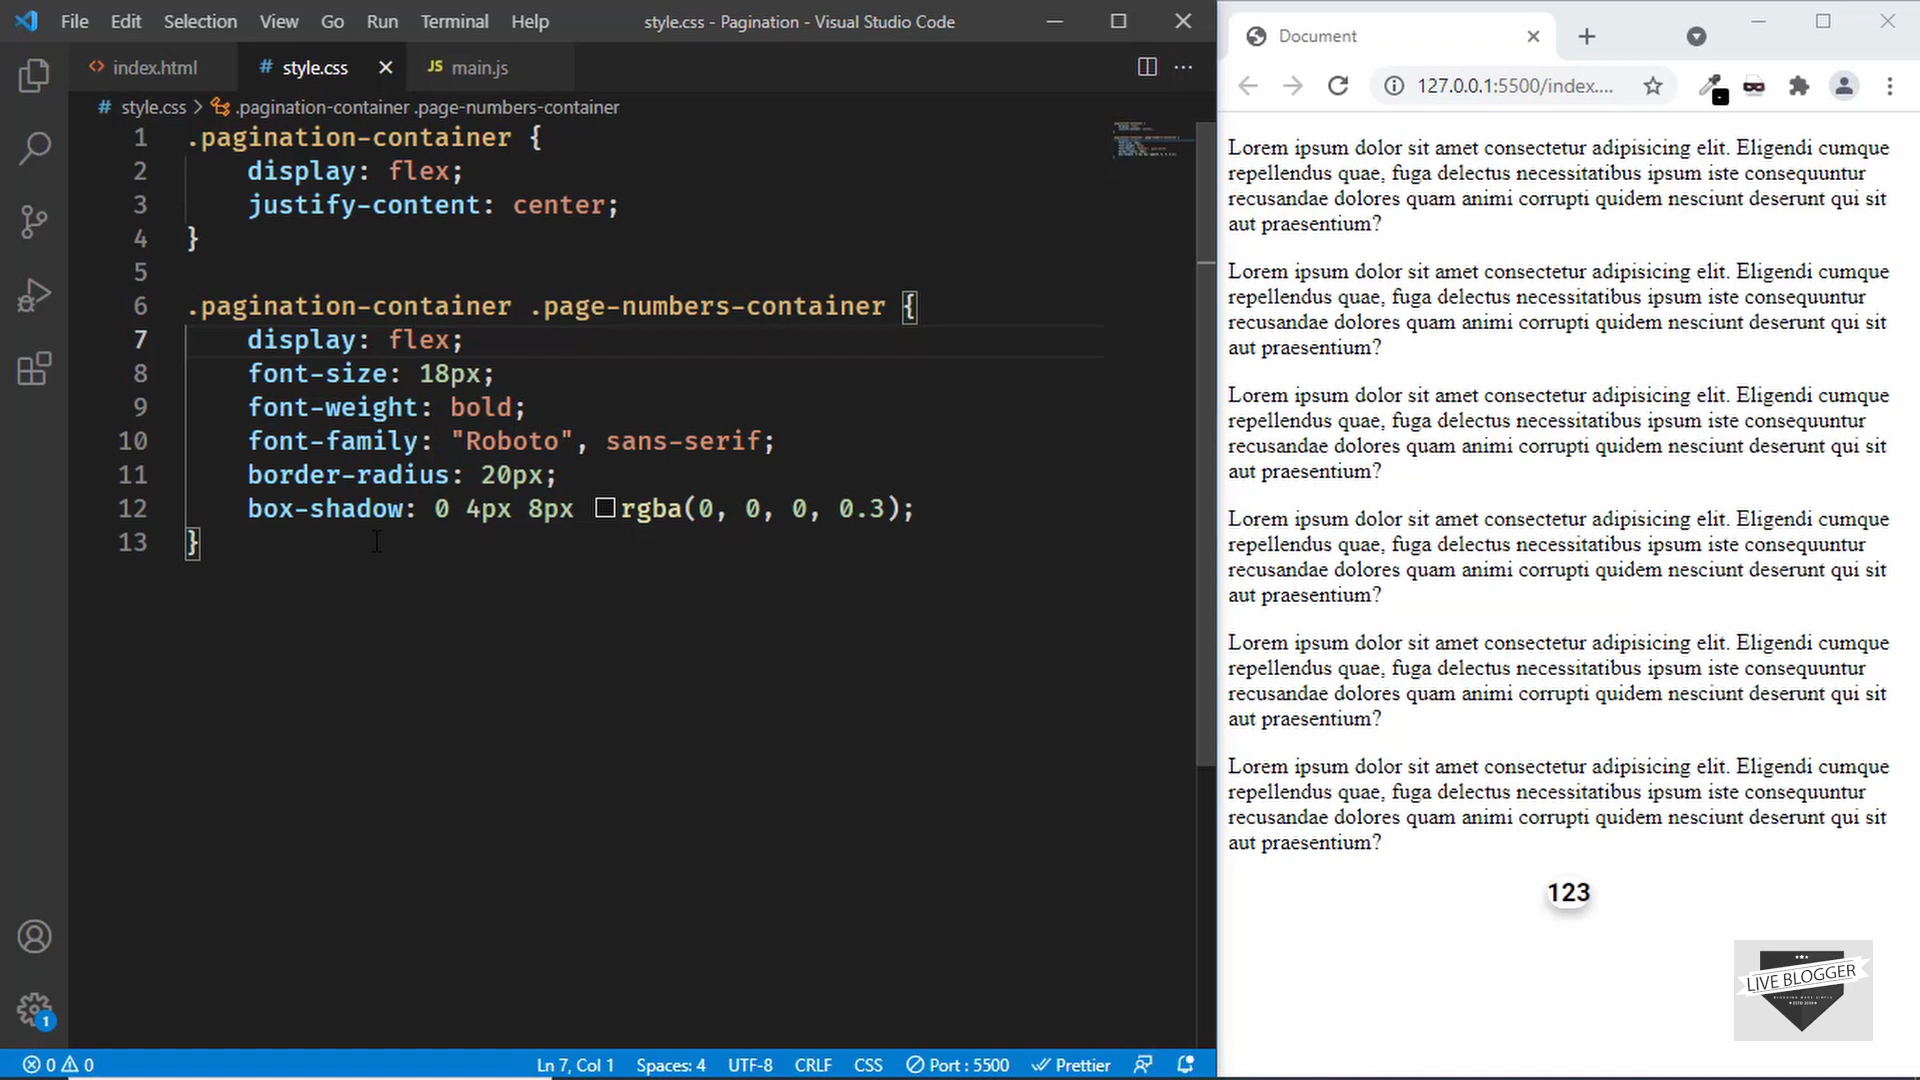 File Edit Selection View Go Run Terminal Help style.css - Pagination - Visual Studio Code
index.html style.css main.js
style.css > .pagination-container .page-numbers-container
1 .pagination-container {
2 display: flex;
3 justify-content: center;
4 }
5
6 .pagination-container .page-numbers-container {
7 display: flex;
8 font-size: 18px;
9 font-weight: bold;
10 font-family: "Roboto", sans-serif;
11 border-radius: 20px;
12 box-shadow: 0 4px 8px rgba(0, 0, 0, 0.3);
13 }
1
0 0 Ln 7, Col 1 Spaces: 4 UTF-8 CRLF CSS Port : 5500 Prettier
Document
127.0.0.1:5500/index....
Lorem ipsum dolor sit amet consectetur adipisicing elit. Eligendi cumque
repellendus quae, fuga delectus necessitatibus ipsum iste consequuntur
recusandae dolores quam animi corrupti quidem nesciunt deserunt qui sit
aut praesentium?
Lorem ipsum dolor sit amet consectetur adipisicing elit. Eligendi cumque
repellendus quae, fuga delectus necessitatibus ipsum iste consequuntur
recusandae dolores quam animi corrupti quidem nesciunt deserunt qui sit
aut praesentium?
Lorem ipsum dolor sit amet consectetur adipisicing elit. Eligendi cumque
repellendus quae, fuga delectus necessitatibus ipsum iste consequuntur
recusandae dolores quam animi corrupti quidem nesciunt deserunt qui sit
aut praesentium?
Lorem ipsum dolor sit amet consectetur adipisicing elit. Eligendi cumque
repellendus quae, fuga delectus necessitatibus ipsum iste consequuntur
recusandae dolores quam animi corrupti quidem nesciunt deserunt qui sit
aut praesentium?
Lorem ipsum dolor sit amet consectetur adipisicing elit. Eligendi cumque
repellendus quae, fuga delectus necessitatibus ipsum iste consequuntur
recusandae dolores quam animi corrupti quidem nesciunt deserunt qui sit
aut praesentium?
Lorem ipsum dolor sit amet consectetur adipisicing elit. Eligendi cumque
repellendus quae, fuga delectus necessitatibus ipsum iste consequuntur
recusandae dolores quam animi corrupti quidem nesciunt deserunt qui sit
aut praesentium?
123
LIVE BLOGGER